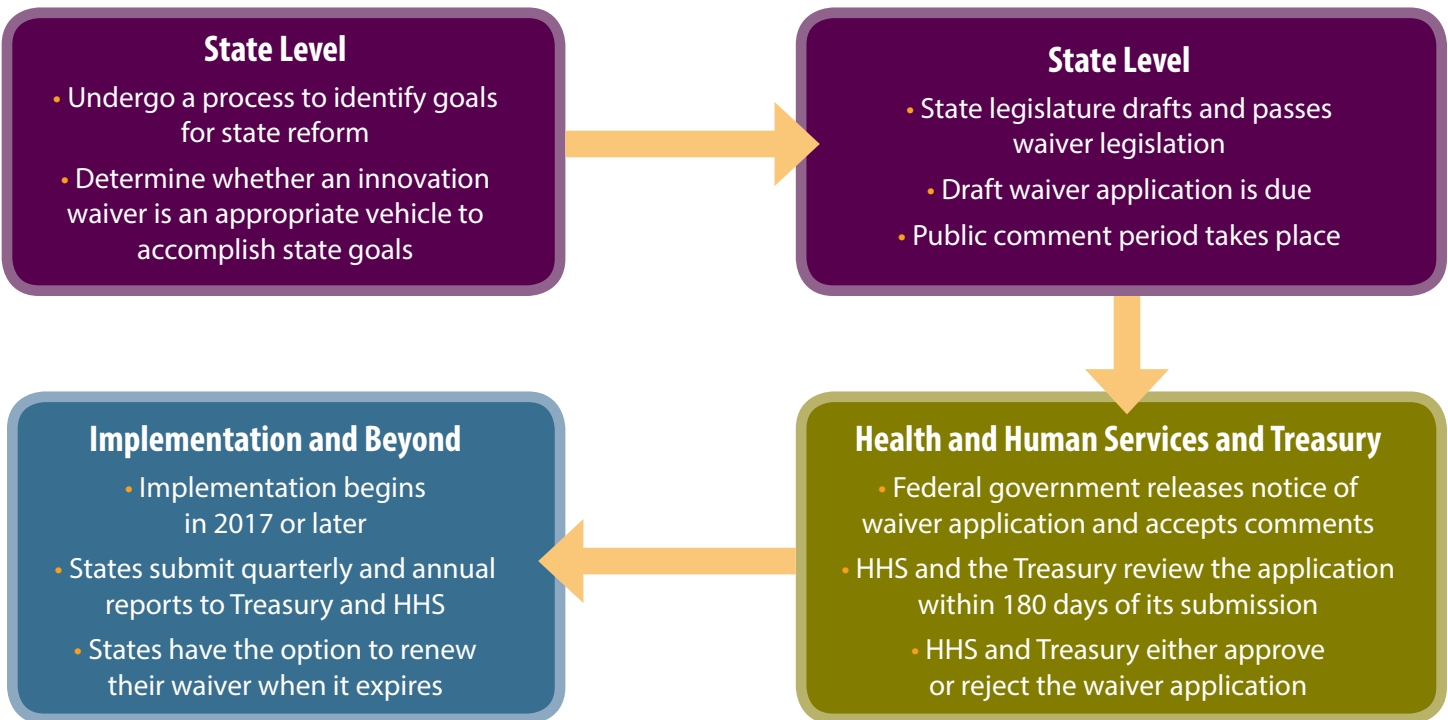 State Level
• Undergo a process to identify goals
for state reform
• Determine whether an innovation
waiver is an appropriate vehicle to
accomplish state goals
State Level
• State legislature drafts and passes
waiver legislation
• Draft waiver application is due
• Public comment period takes place
Health and Human Services and Treasury
• Federal government releases notice of
waiver application and accepts comments
• HHS and the Treasury review the application
within 180 days of its submission
• HHS and Treasury either approve
or reject the waiver application
Implementation and Beyond
• Implementation begins
in 2017 or later
• States submit quarterly and annual
reports to Treasury and HHS
• States have the option to renew
their waiver when it expires